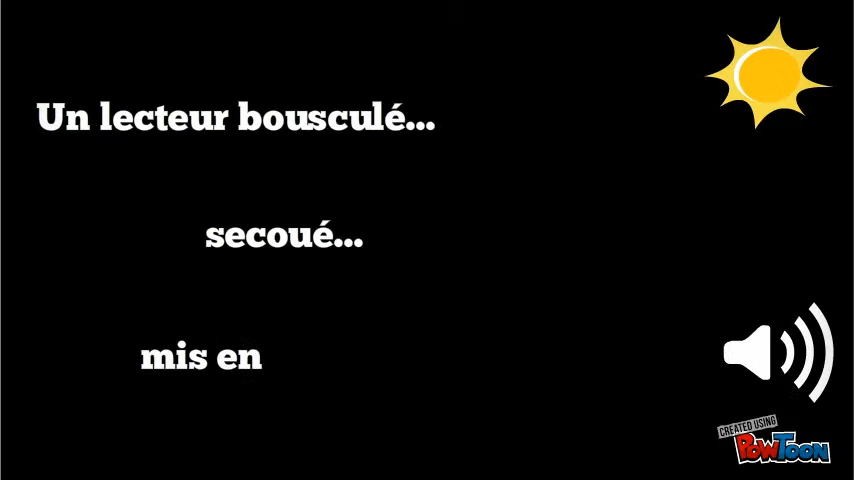 Un lecteur bousculé...
secoué...
mis en
CREATED USING
POWTOON